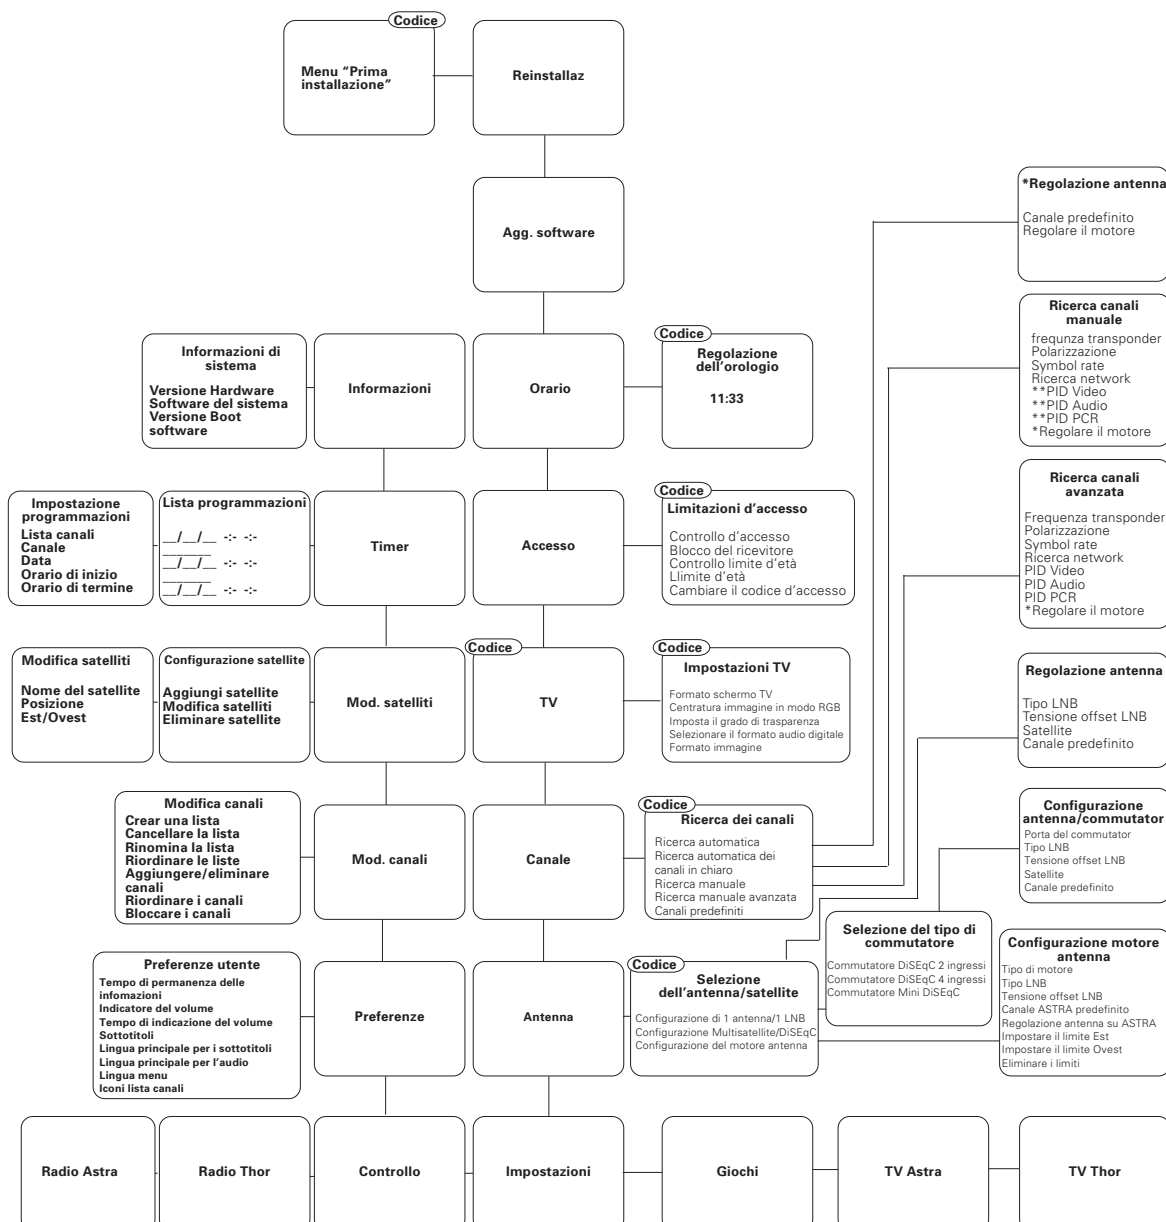 Codice
Menu “Prima
installazione”
Reinstallaz
Agg. software
*Regolazione antenna
Canale predefinito
Regolare il motore
Informazioni di
sistema
Versione Hardware
Software del sistema
Versione Boot
software
Informazioni
Orario
Codice
Regolazione
dell’orologio
11:33
Ricerca canali
manuale
frequnza transponder
Polarizzazione
Symbol rate
Ricerca network
**PID Video
**PID Audio
**PID PCR
*Regolare il motore
Impostazione
programmazioni
Lista canali
Canale
Data
Orario di inizio
Orario di termine
Lista programmazioni
__/__/__ -:- -:-
_______
__/__/__ -:- -:-
_______
__/__/__ -:- -:-
Timer
Accesso
Codice
Limitazioni d’accesso
Controllo d’accesso
Blocco del ricevitore
Controllo limite d’età
Llimite d’età
Cambiare il codice d’accesso
Ricerca canali
avanzata
Frequenza transponder
Polarizzazione
Symbol rate
Ricerca network
PID Video
PID Audio
PID PCR
*Regolare il motore
Modifica satelliti
Nome del satellite
Posizione
Est/Ovest
Configurazione satellite
Aggiungi satellite
Modifica satelliti
Eliminare satellite
Mod. satelliti
Codice
TV
Codice
Impostazioni TV
Formato schermo TV
Centratura immagine in modo RGB
Imposta il grado di trasparenza
Selezionare il formato audio digitale
Formato immagine
Regolazione antenna
Tipo LNB
Tensione offset LNB
Satellite
Canale predefinito
Modifica canali
Crear una lista
Cancellare la lista
Rinomina la lista
Riordinare le liste
Aggiungere/eliminare
canali
Riordinare i canali
Bloccare i canali
Mod. canali
Canale
Codice
Ricerca dei canali
Ricerca automatica
Ricerca automatica dei
canali in chiaro
Ricerca manuale
Ricerca manuale avanzata
Canali predefiniti
Configurazione
antenna/commutator
Porta del commutator
Tipo LNB
Tensione offset LNB
Satellite
Canale predefinito
Preferenze utente
Tempo di permanenza delle
infomazioni
Indicatore del volume
Tempo di indicazione del volume
Sottotitoli
Lingua principale per i sottotitoli
Lingua principale per l’audio
Lingua menu
Iconi lista canali
Preferenze
Antenna
Codice
Selezione
dell’antenna/satellite
Configurazione di 1 antenna/1 LNB
Configurazione Multisatellite/DiSEqC
Configurazione del motore antenna
Selezione del tipo di
commutatore
Commutatore DiSEqC 2 ingressi
Commutatore DiSEqC 4 ingressi
Commutatore Mini DiSEqC
Configurazione motore
antenna
Tipo di motore
Tipo LNB
Tensione offset LNB
Canale ASTRA predefinito
Regolazione antenna su ASTRA
Impostare il limite Est
Impostare il limite Ovest
Eliminare i limiti
Radio Astra
Radio Thor
Controllo
Impostazioni
Giochi
TV Astra
TV Thor